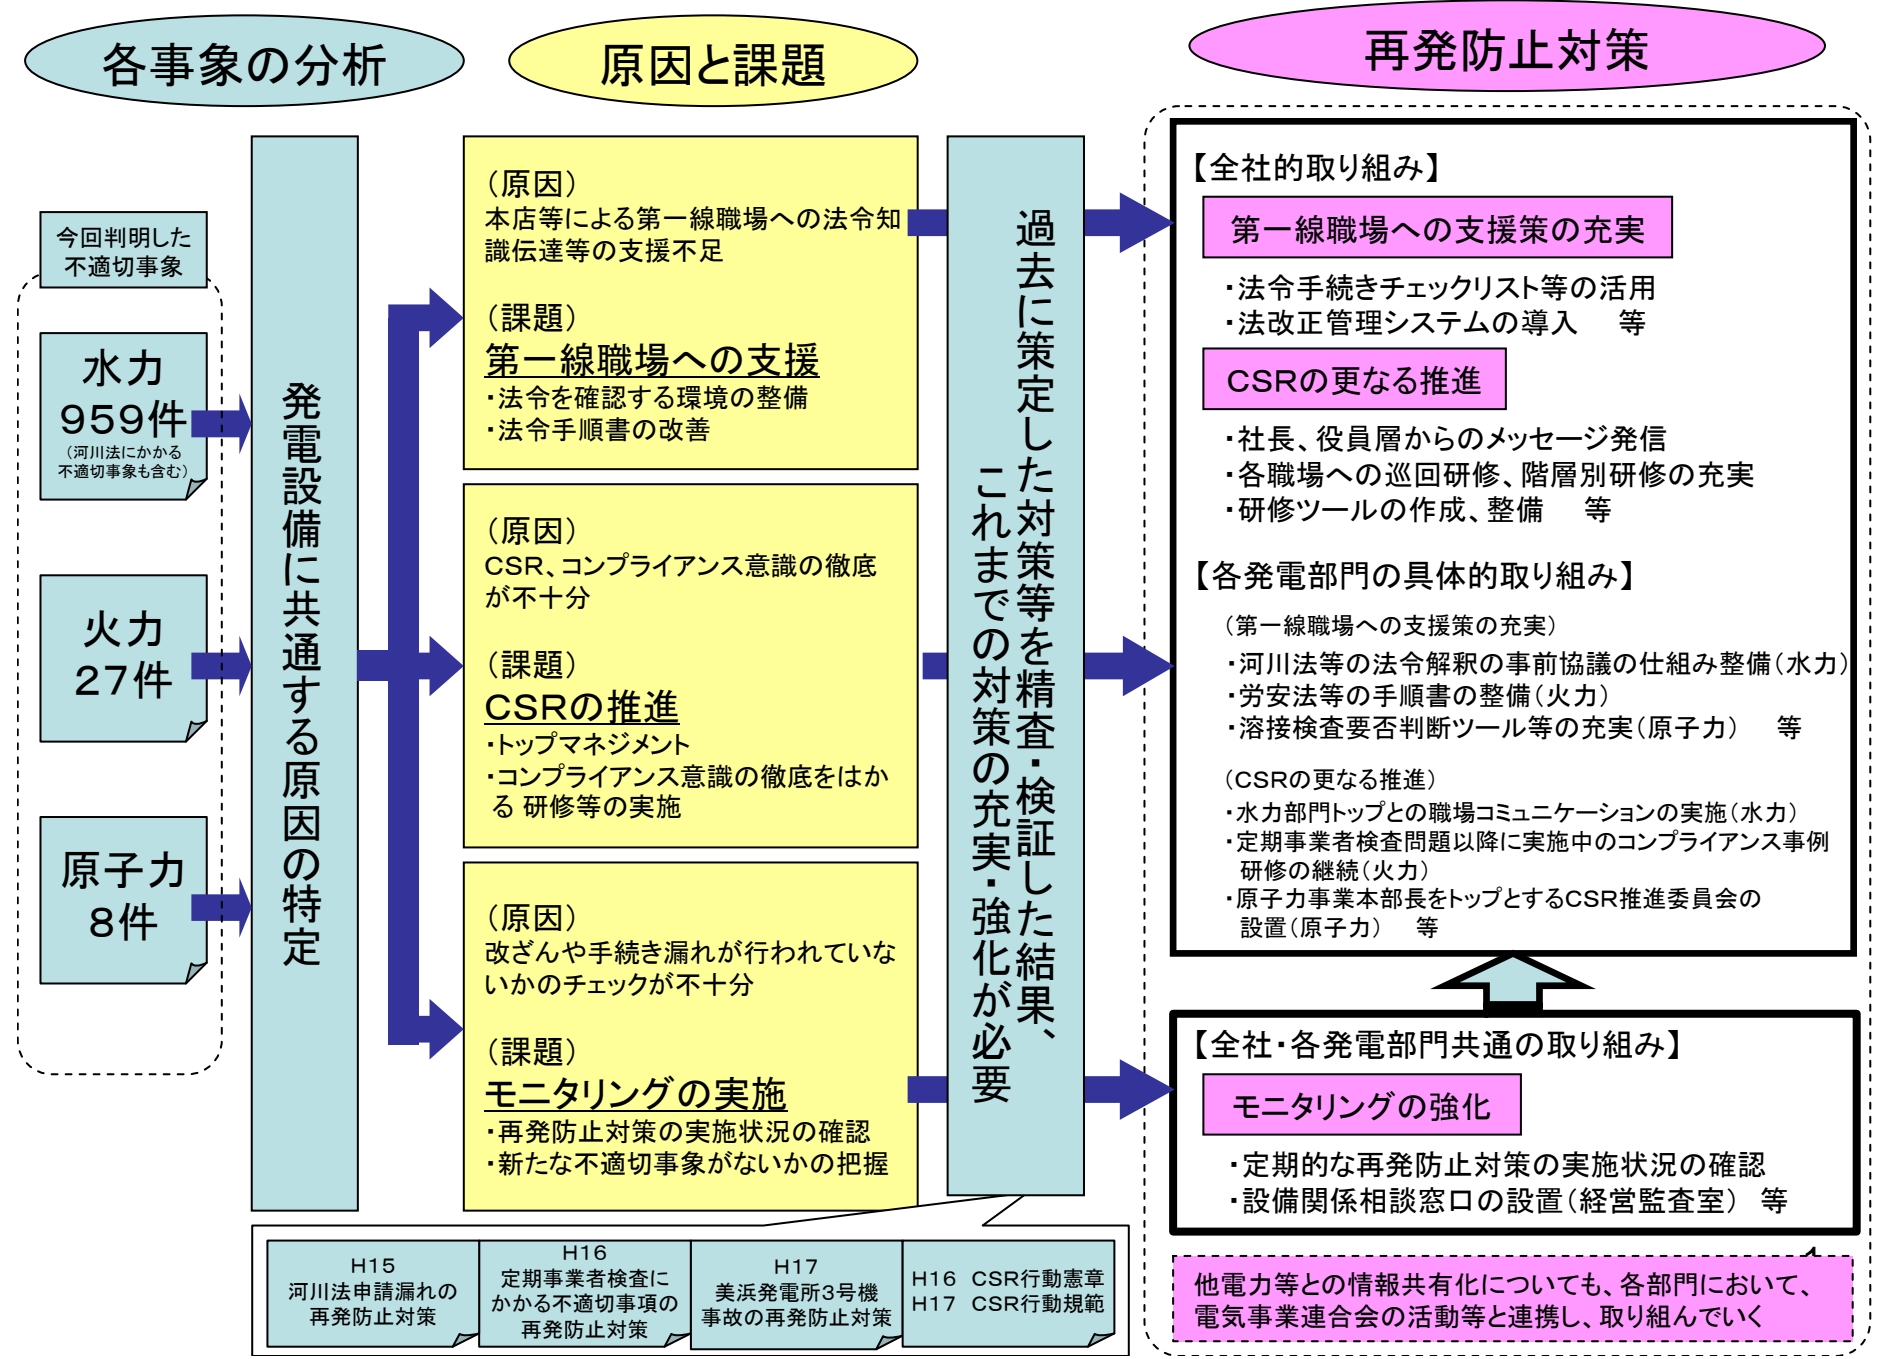 各事象の分析
原因と課題
再発防止対策
今回判明した
不適切事象
水力
959件
(河川法にかかる
不適切事象も含む)
火力
27件
原子力
8件
発電設備に共通する原因の特定
(原因)
本店等による第一線職場への法令知
識伝達等の支援不足
(課題)
第一線職場への支援
・法令を確認する環境の整備
・法令手順書の改善
(原因)
CSR、コンプライアンス意識の徹底
が不十分
(課題)
CSRの推進
・トップマネジメント
・コンプライアンス意識の徹底をはか
る 研修等の実施
(原因)
改ざんや手続き漏れが行われていな
いかのチェックが不十分
(課題)
モニタリングの実施
・再発防止対策の実施状況の確認
・新たな不適切事象がないかの把握
過去に策定した対策等を精査・検証した結果、
これまでの対策の充実・強化が必要
H15
河川法申請漏れの
再発防止対策
H16
定期事業者検査に
かかる不適切事項の
再発防止対策
H17
美浜発電所3号機
事故の再発防止対策
H16 CSR行動憲章
H17 CSR行動規範
【全社的取り組み】
第一線職場への支援策の充実
・法令手続きチェックリスト等の活用
・法改正管理システムの導入 等
CSRの更なる推進
・社長、役員層からのメッセージ発信
・各職場への巡回研修、階層別研修の充実
・研修ツールの作成、整備 等
【各発電部門の具体的取り組み】
(第一線職場への支援策の充実)
・河川法等の法令解釈の事前協議の仕組み整備(水力)
・労安法等の手順書の整備(火力)
・溶接検査要否判断ツール等の充実(原子力) 等
(CSRの更なる推進)
・水力部門トップとの職場コミュニケーションの実施(水力)
・定期事業者検査問題以降に実施中のコンプライアンス事例
研修の継続(火力)
・原子力事業本部長をトップとするCSR推進委員会の
設置(原子力) 等
【全社・各発電部門共通の取り組み】
モニタリングの強化
・定期的な再発防止対策の実施状況の確認
・設備関係相談窓口の設置(経営監査室) 等
他電力等との情報共有化についても、各部門において、
電気事業連合会の活動等と連携し、取り組んでいく